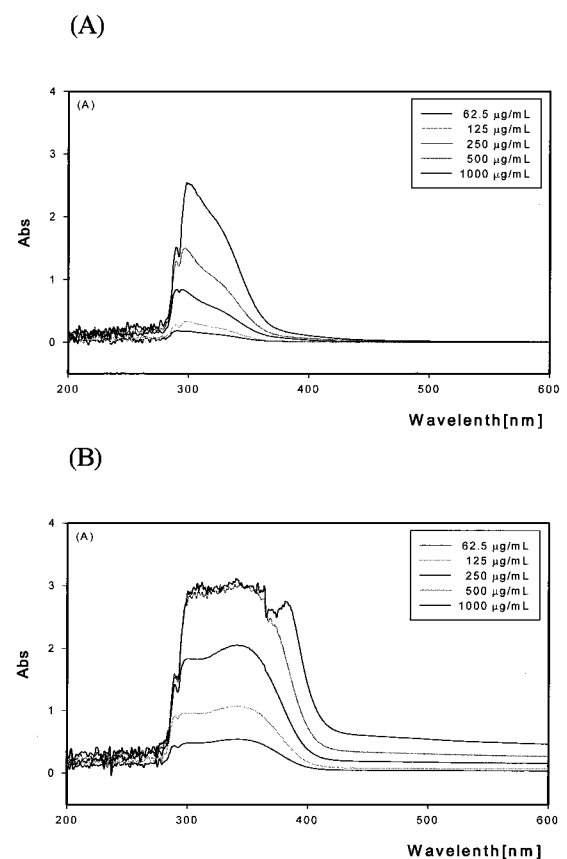 (A)
(A)
62.5 µg/mL
125 µg/mL
250 µg/mL
500 µg/mL
1000 µg/mL
4
3
2
1
0
Abs
200 300 400 500 600
Wavelenth[nm]
(B)
(A)
62.5 µg/mL
125 µg/mL
250 µg/mL
500 µg/mL
1000 µg/mL
4
3
2
1
0
Abs
200 300 400 500 600
Wavelenth[nm]